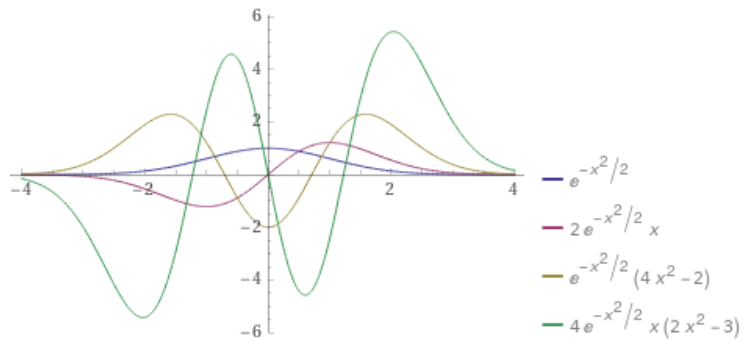 6
4
2
−4
−2
2
4
−2
−4
−6
e^{−x^2/2}
2 e^{−x^2/2} x
e^{−x^2/2} (4 x^2 − 2)
4 e^{−x^2/2} x (2 x^2 − 3)